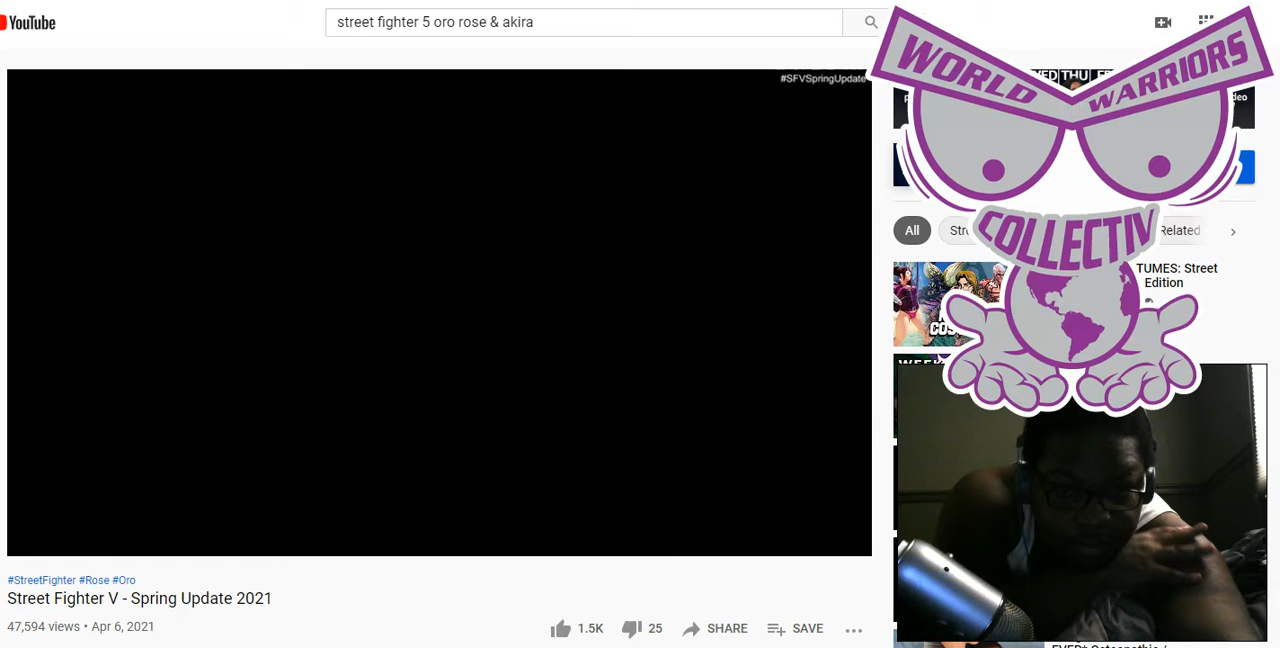 YouTube
street fighter 5 oro rose & akira
#SFVSpringUpdate
WORLD WARRIORS
COLLECTIV
THU
All
Related
TUMES: Street
Edition
#StreetFighter #Rose #Oro
Street Fighter V - Spring Update 2021
47,594 views • Apr 6, 2021
1.5K
25
SHARE
SAVE